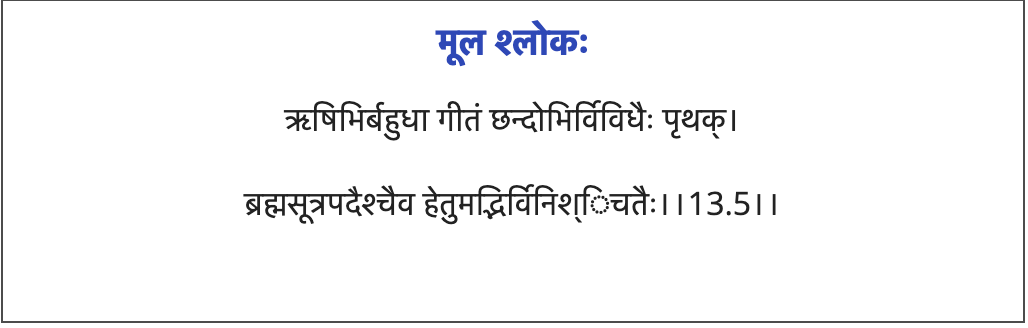 मूल श्लोकः
ऋषिभिर्बहुधा गीतं छन्दोभिर्विविधैः पृथक्।
ब्रह्मसूत्रपदैश्चैव हेतुमद्भिर्विनिश्िचतैः।।13.5।।